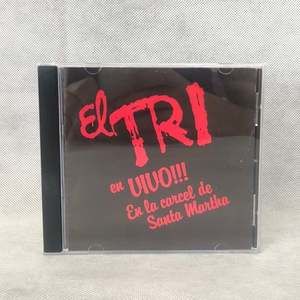 El TRI
en VIVO!!!
En la carcel de
Santa Martha